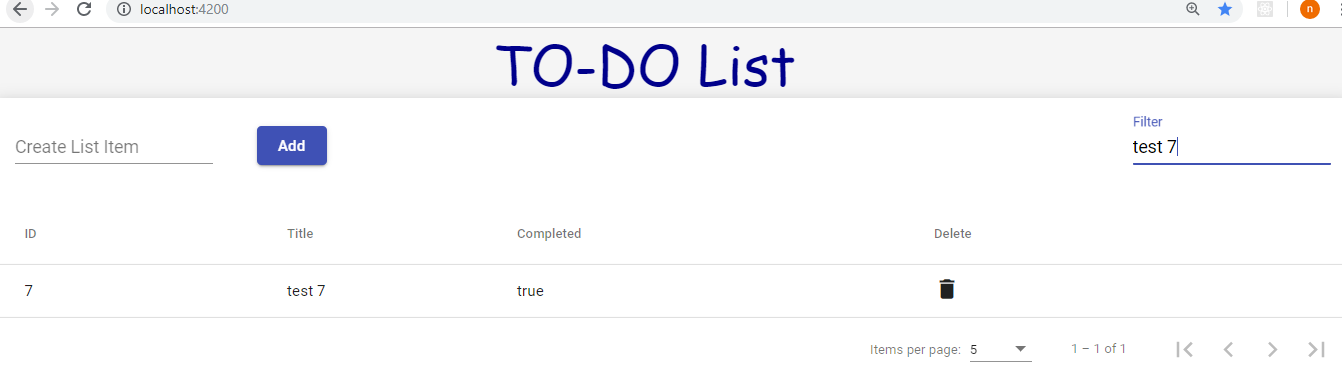 localhost:4200
n
TO-DO List
Filter
Create List Item
Add
test 7
ID Title Completed Delete
7 test 7 true
Items per page: 5 1 – 1 of 1